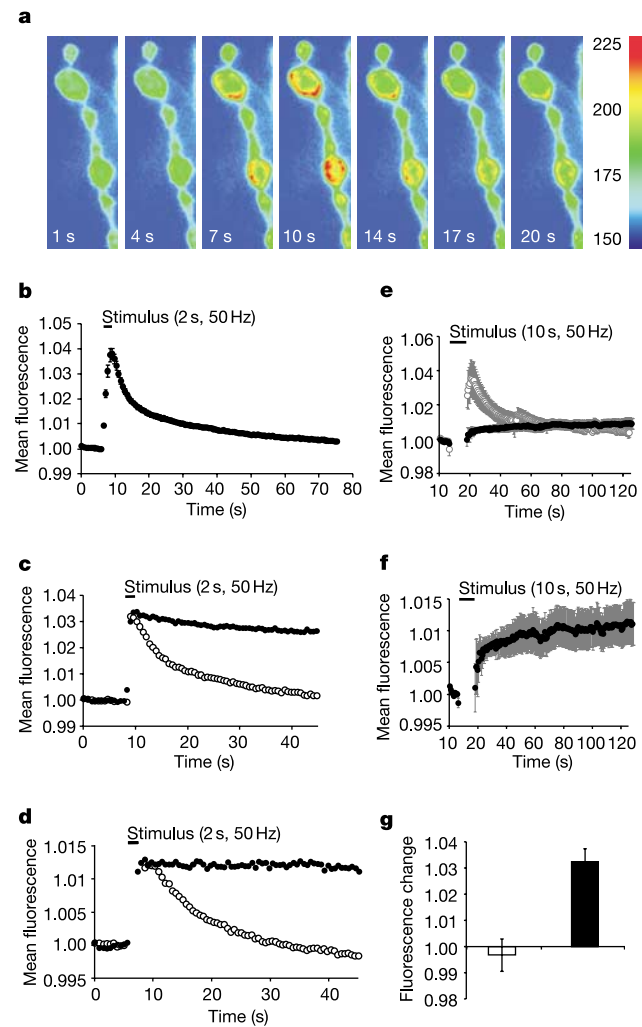 a
1 s 4 s 7 s 10 s 14 s 17 s 20 s
225
200
175
150
b
Stimulus (2 s, 50 Hz)
Mean fluorescence
1.05
1.04
1.03
1.02
1.01
1.00
0.99
0 10 20 30 40 50 60 70 80
Time (s)
c
Stimulus (2 s, 50 Hz)
Mean fluorescence
1.04
1.03
1.02
1.01
1.00
0.99
0 10 20 30 40
Time (s)
d
Stimulus (2 s, 50 Hz)
Mean fluorescence
1.015
1.010
1.005
1.00
0.995
0 10 20 30 40
Time (s)
e
Stimulus (10 s, 50 Hz)
Mean fluorescence
1.06
1.04
1.02
1.00
0.98
10 20 40 60 80 100 120
Time (s)
f
Stimulus (10 s, 50 Hz)
Mean fluorescence
1.015
1.010
1.005
1.00
0.995
10 20 40 60 80 100 120
Time (s)
g
Fluorescence change
1.04
1.03
1.02
1.01
1.00
0.99
0.98